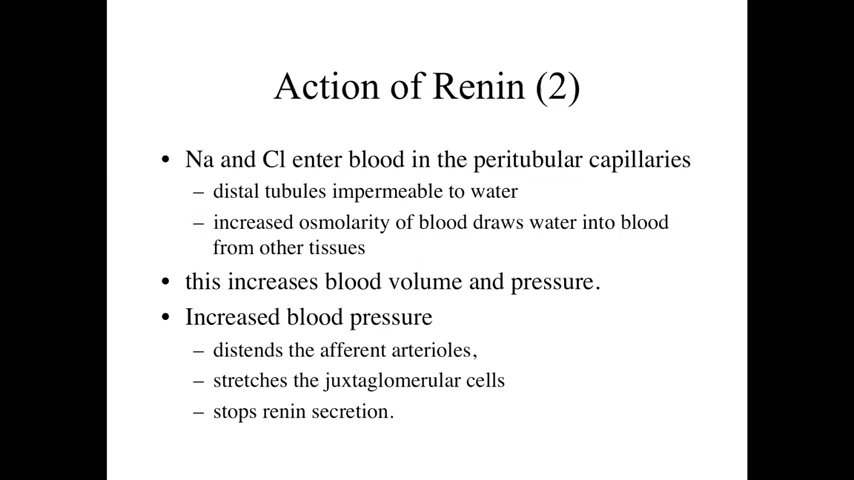 Action of Renin (2)
• Na and Cl enter blood in the peritubular capillaries
– distal tubules impermeable to water
– increased osmolarity of blood draws water into blood
from other tissues
• this increases blood volume and pressure.
• Increased blood pressure
– distends the afferent arterioles,
– stretches the juxtaglomerular cells
– stops renin secretion.